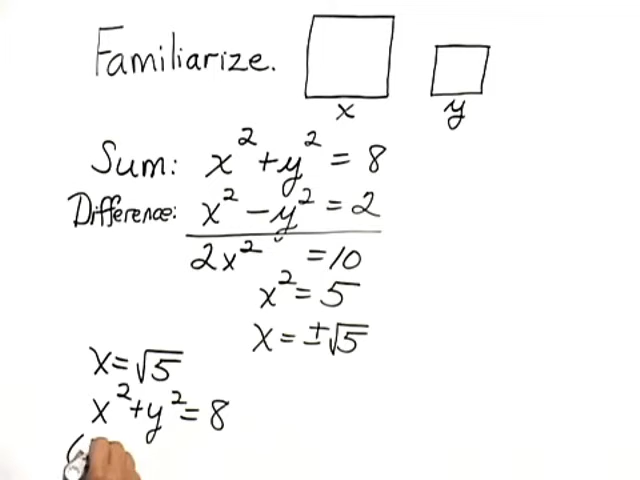 Familiarize.
x y
Sum: x² + y² = 8
Difference: x² - y² = 2
2x² = 10
x² = 5
x = ±√5
x = √5
x² + y² = 8
(